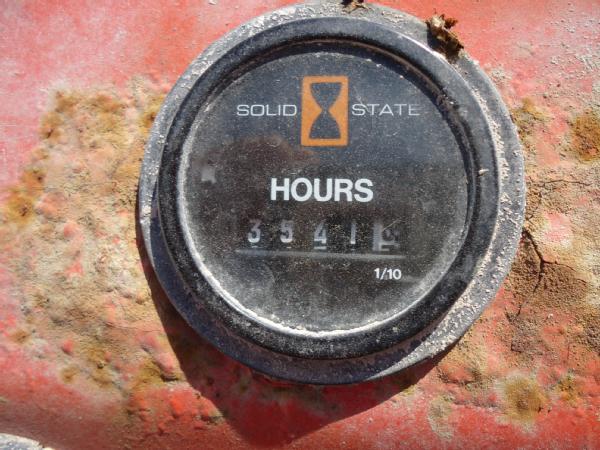 SOLID STATE
HOURS
3541
1/10